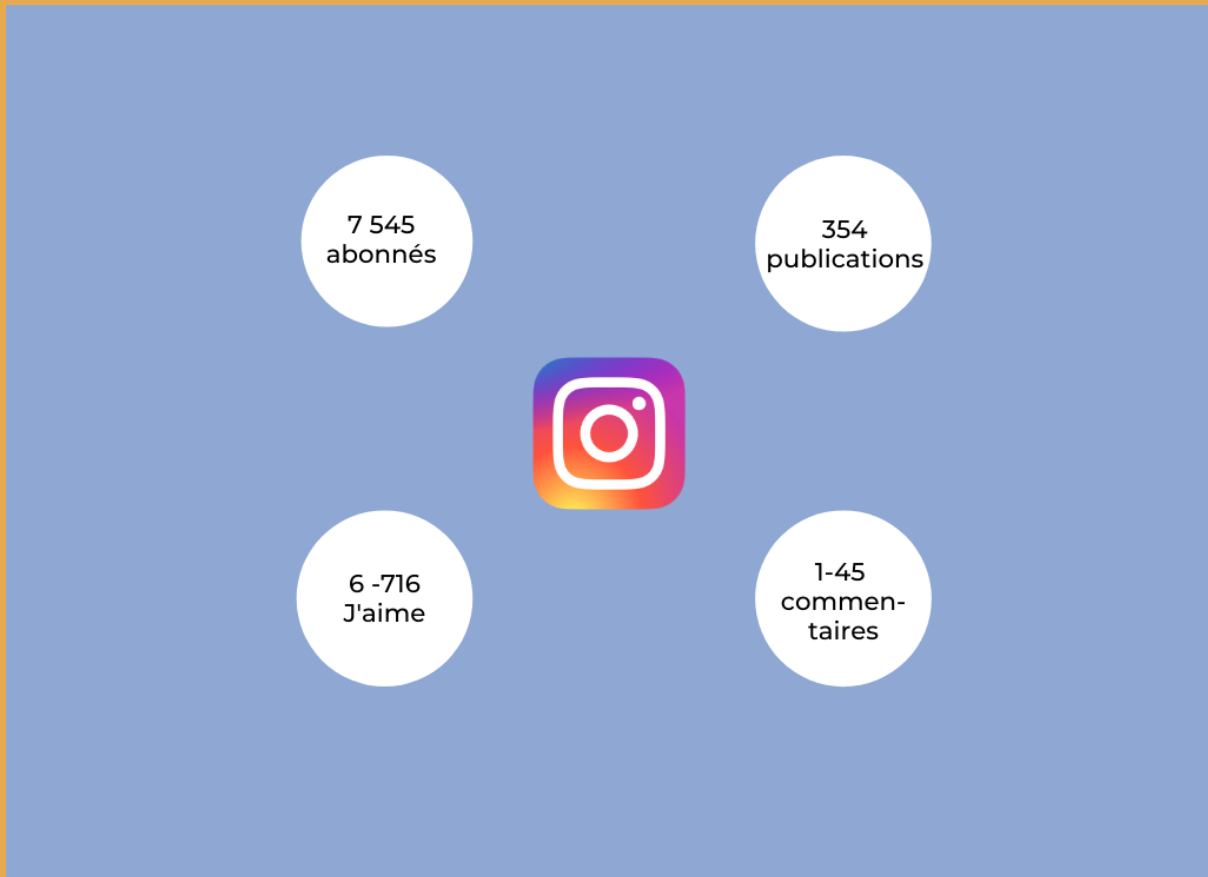 7 545
abonnés
354
publications
6 -716
J'aime
1-45
commen-
taires